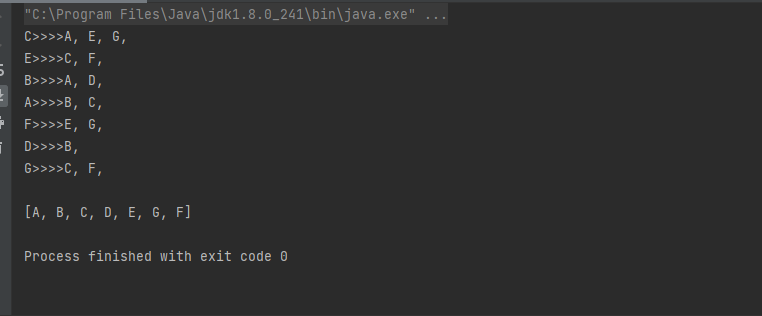 "C:\Program Files\Java\jdk1.8.0_241\bin\java.exe" ...
C>>>>A, E, G,
E>>>>C, F,
B>>>>A, D,
A>>>>B, C,
F>>>>E, G,
D>>>>B,
G>>>>C, F,
[A, B, C, D, E, G, F]
Process finished with exit code 0